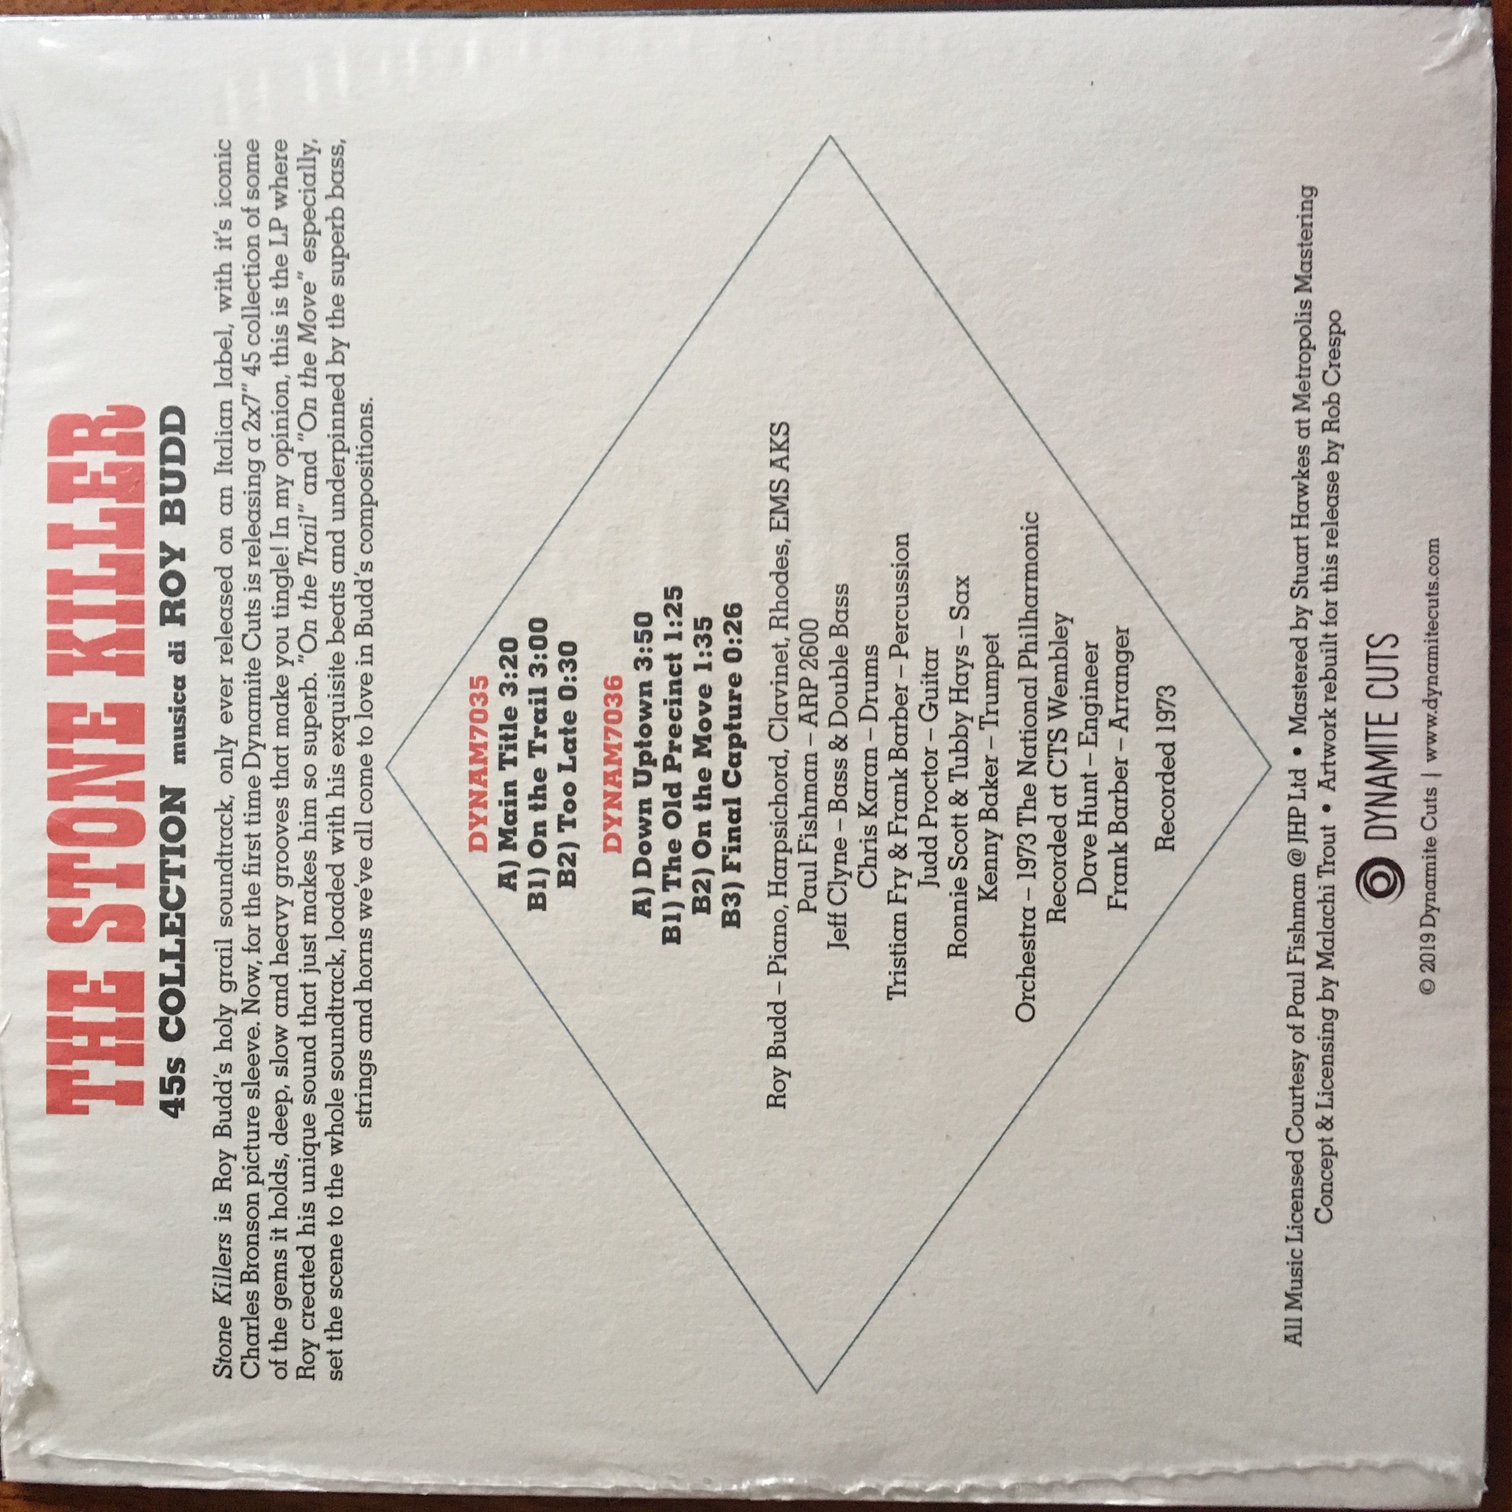 THE STONE KILLER
45s COLLECTION musica di ROY BUDD
Stone Killers is Roy Budd's holy grail soundtrack, only ever released on an Italian label, with it's iconic
Charles Bronson picture sleeve. Now, for the first time Dynamite Cuts is releasing a 2x7" 45 collection of some
of the gems it holds, deep, slow and heavy grooves that make you tingle! In my opinion, this is the LP where
Roy created his unique sound that just makes him so superb. "On the Trail" and "On the Move" especially,
set the scene to the whole soundtrack, loaded with his exquisite beats and underpinned by the superb bass,
strings and horns we've all come to love in Budd's compositions.
DYNAM7035
A) Main Title 3:20
B1) On the Trail 3:00
B2) Too Late 0:30
DYNAM7036
A) Down Uptown 3:50
B1) The Old Precinct 1:25
B2) On the Move 1:35
B3) Final Capture 0:26
Roy Budd – Piano, Harpsichord, Clavinet, Rhodes, EMS AKS
Paul Fishman – ARP 2600
Jeff Clyne – Bass & Double Bass
Chris Karan – Drums
Tristian Fry & Frank Barber – Percussion
Judd Proctor – Guitar
Ronnie Scott & Tubby Hays – Sax
Kenny Baker – Trumpet
Orchestra – 1973 The National Philharmonic
Recorded at CTS Wembley
Dave Hunt – Engineer
Frank Barber – Arranger
Recorded 1973
All Music Licensed Courtesy of Paul Fishman @ JHP Ltd • Mastered by Stuart Hawkes at Metropolis Mastering
Concept & Licensing by Malachi Trout • Artwork rebuilt for this release by Rob Crespo
DYNAMITE CUTS
© 2019 Dynamite Cuts | www.dynamitecuts.com